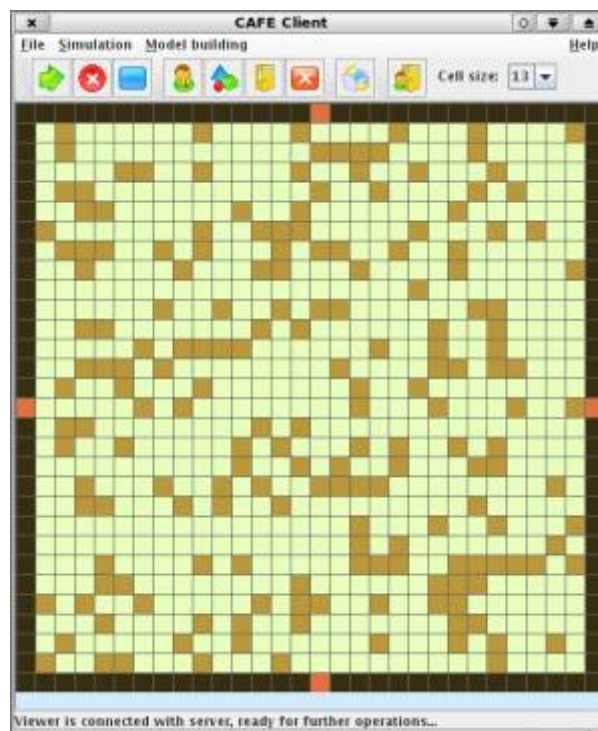 CAFE Client
File Simulation Model building Help
Cell size: 13
Viewer is connected with server, ready for further operations...